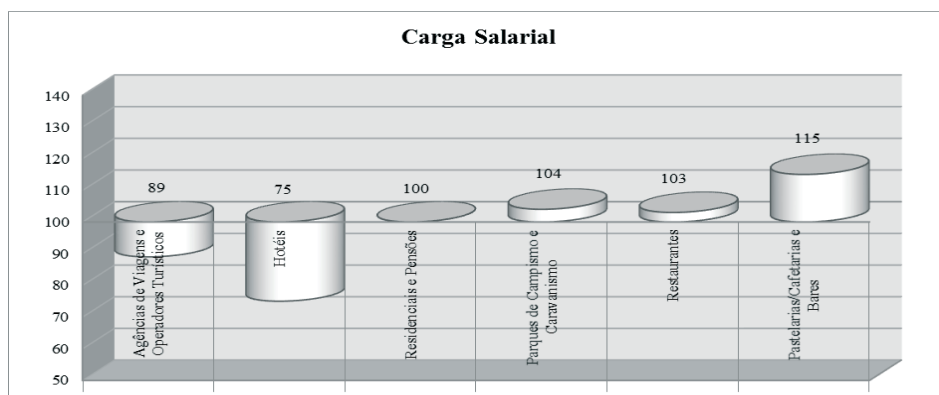 Carga Salarial
140
130
120
110
100
90
80
70
60
50
89
75
100
104
103
115
Agências de Viagens e
Operadores Turísticos
Hotéis
Residenciais e Pensões
Parques de Campismo e
Caravanismo
Restaurantes
Pastelarias/Cafetarias e
Bares